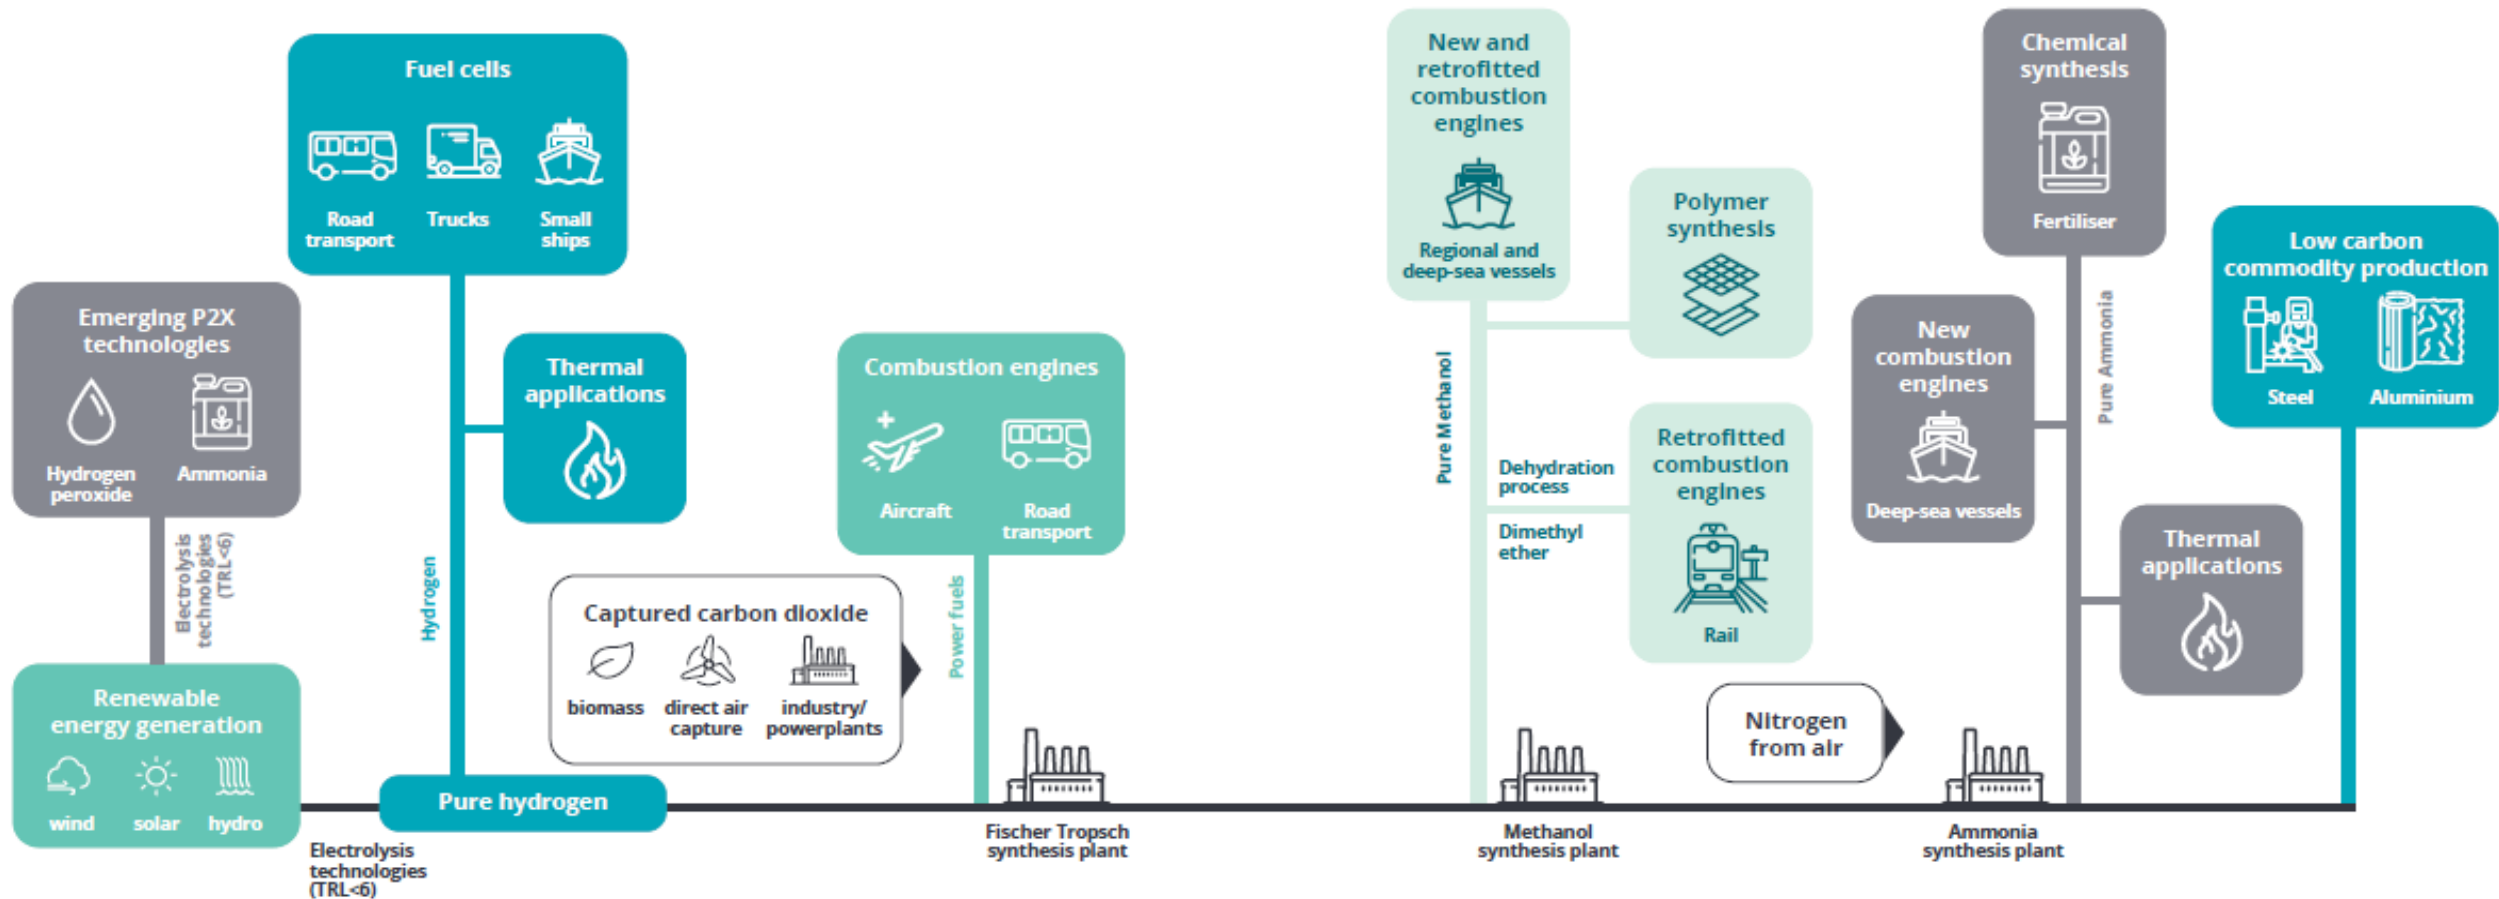 Fuel cells
Road
transport
Trucks
Small
ships
Emerging P2X
technologies
Hydrogen
peroxide
Ammonia
Electrolysis
technologies
(TRL<6)
Renewable
energy generation
wind
solar
hydro
Electrolysis
technologies
(TRL<6)
Pure hydrogen
Hydrogen
Thermal
applications
Captured carbon dioxide
biomass
direct air
capture
industry/
powerplants
Combustion engines
Aircraft
Road
transport
Power fuels
Fischer Tropsch
synthesis plant
New and
retrofitted
combustion
engines
Regional and
deep-sea vessels
Polymer
synthesis
Pure Methanol
Dehydration
process
Dimethyl
ether
Retrofitted
combustion
engines
Rail
Methanol
synthesis plant
Nitrogen
from air
Ammonia
synthesis plant
Chemical
synthesis
Fertiliser
New
combustion
engines
Deep-sea vessels
Pure Ammonia
Thermal
applications
Low carbon
commodity production
Steel
Aluminium